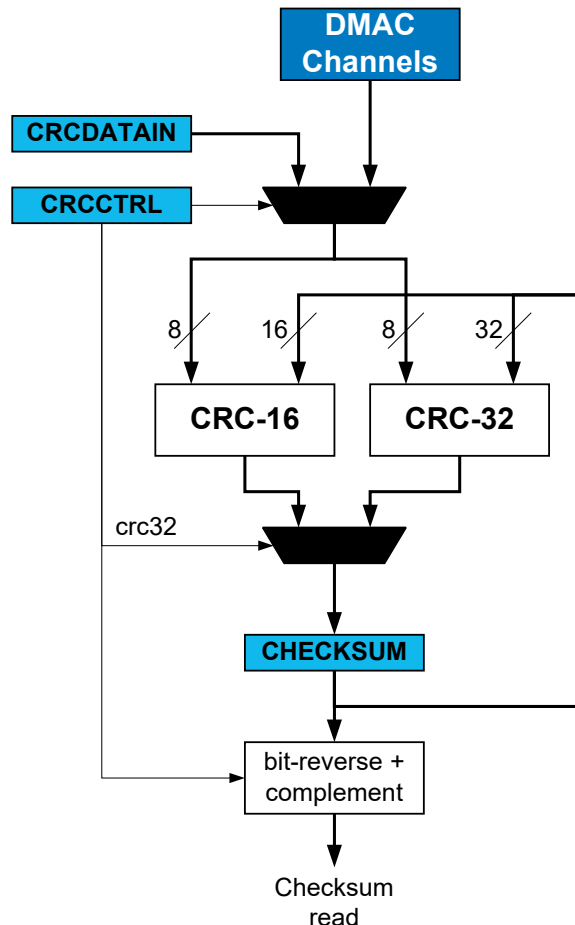 DMAC
Channels
CRCDATAIN
CRCCTRL
8
16
8
32
CRC-16
CRC-32
crc32
CHECKSUM
bit-reverse +
complement
Checksum
read